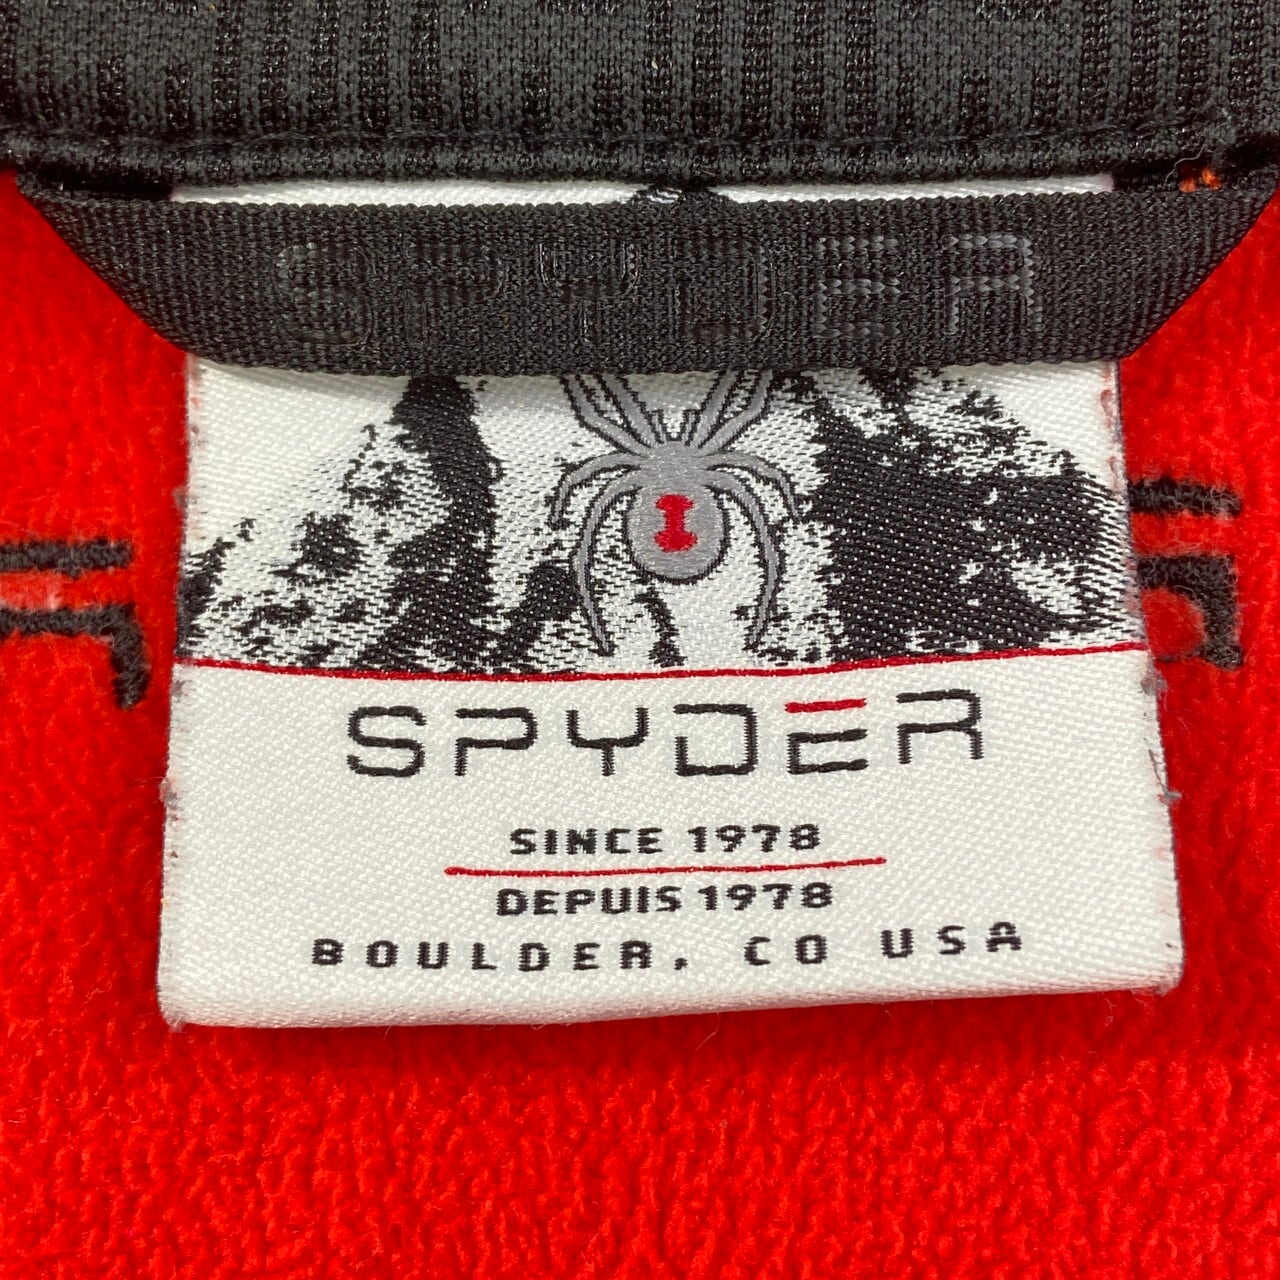 SPYDER
SPYDER
SINCE 1978
DEPUIS 1978
BOULDER, CO USA